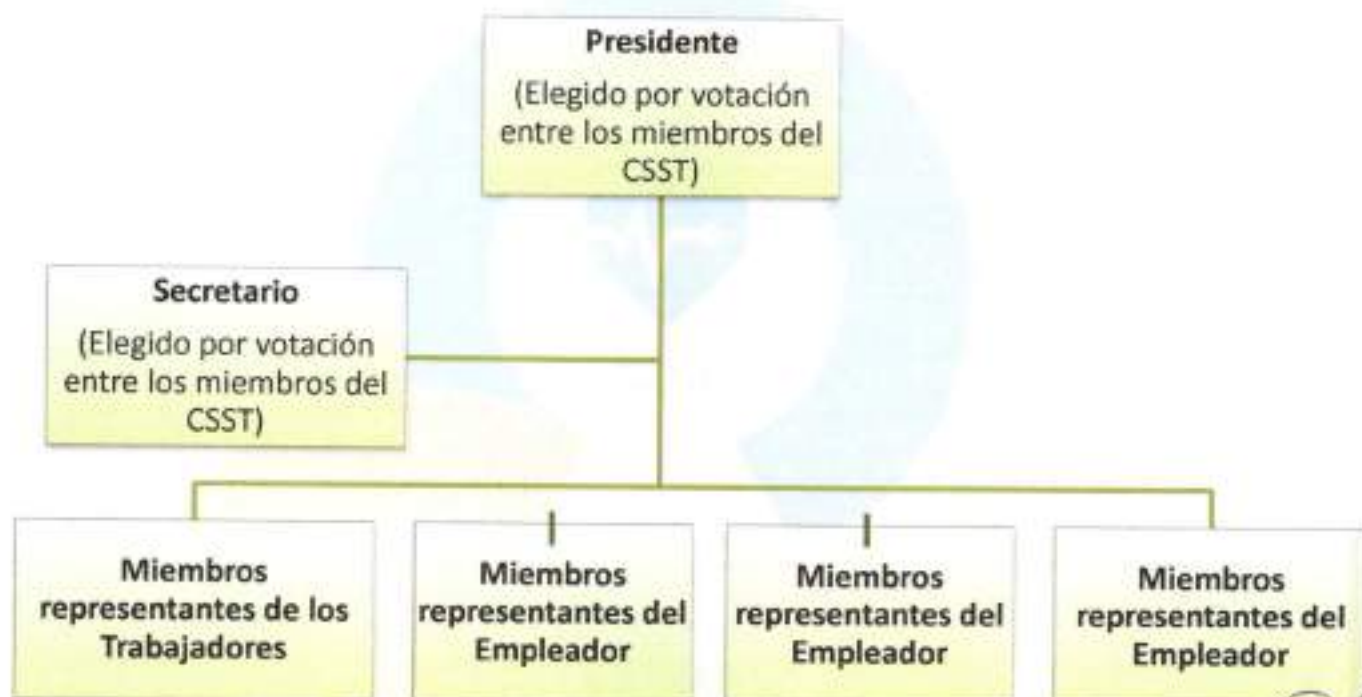 Presidente
(Elegido por votación
entre los miembros del
CSST)
Secretario
(Elegido por votación
entre los miembros del
CSST)
Miembros
representantes de los
Trabajadores
Miembros
representantes del
Empleador
Miembros
representantes del
Empleador
Miembros
representantes del
Empleador